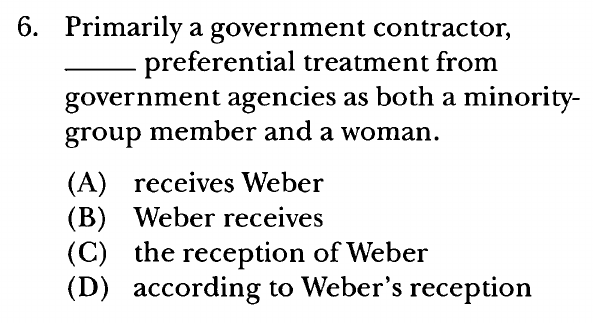 6. Primarily a government contractor,
_____ preferential treatment from
government agencies as both a minority-
group member and a woman.
(A) receives Weber
(B) Weber receives
(C) the reception of Weber
(D) according to Weber's reception